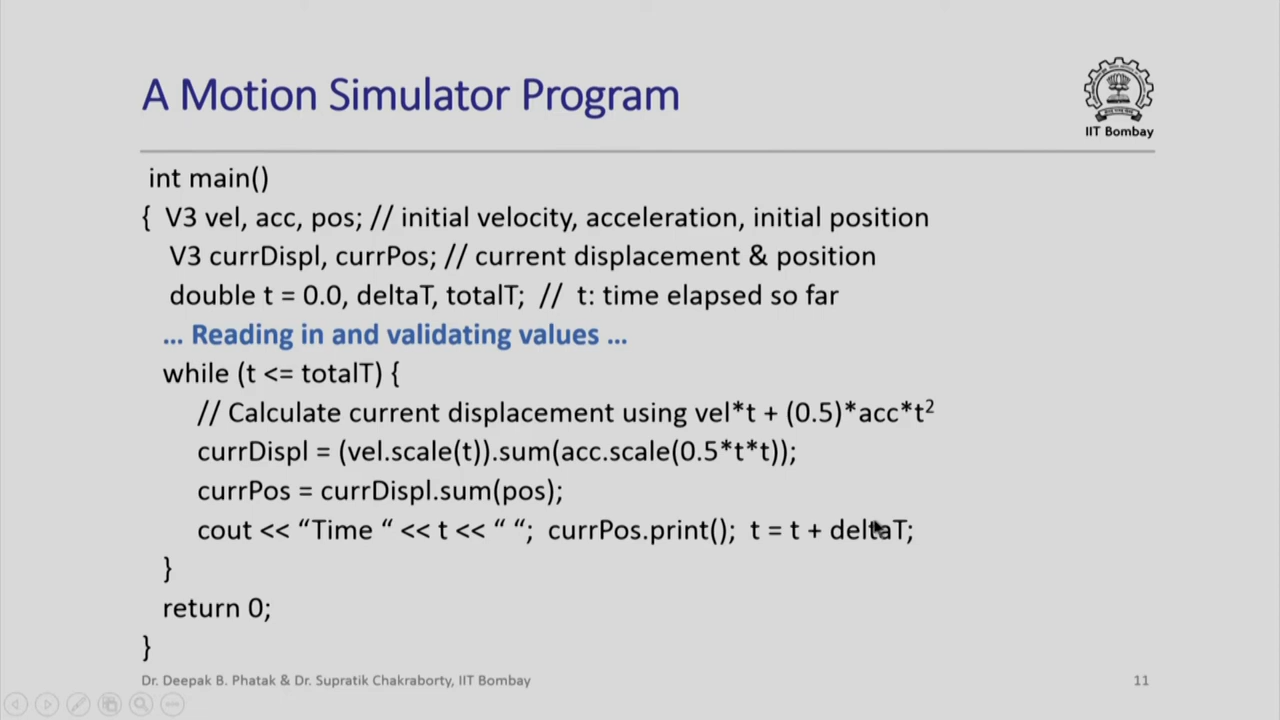 A Motion Simulator Program
IIT Bombay
int main()
{ V3 vel, acc, pos; // initial velocity, acceleration, initial position
V3 currDispl, currPos; // current displacement & position
double t = 0.0, deltaT, totalT; // t: time elapsed so far
... Reading in and validating values ...
while (t <= totalT) {
// Calculate current displacement using vel*t + (0.5)*acc*t²
currDispl = (vel.scale(t)).sum(acc.scale(0.5*t*t));
currPos = currDispl.sum(pos);
cout << “Time “ << t << “ “; currPos.print(); t = t + deltaT;
}
return 0;
}
Dr. Deepak B. Phatak & Dr. Supratik Chakraborty, IIT Bombay
11